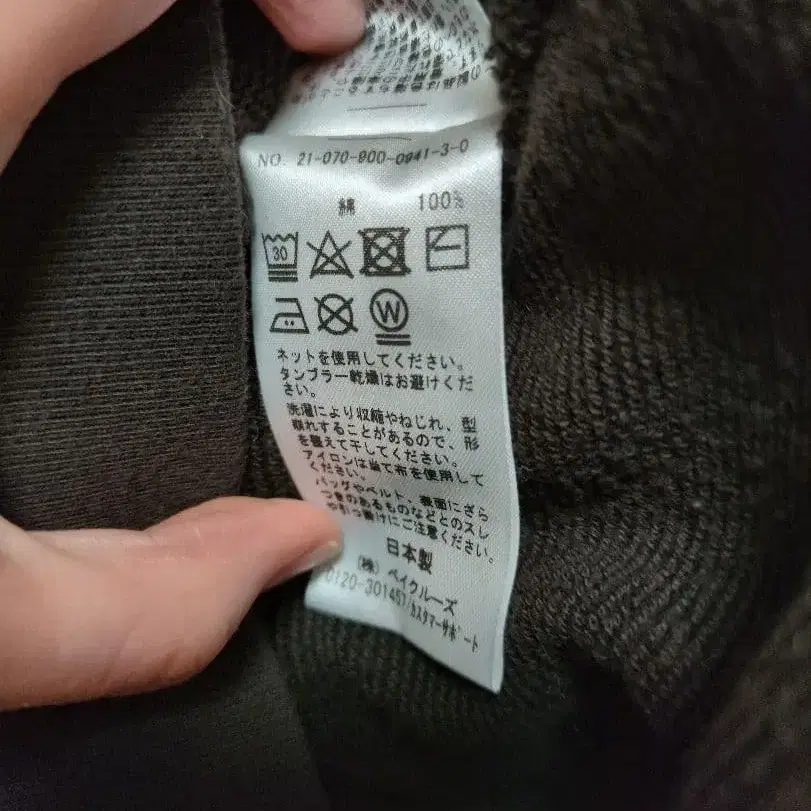 NO. 21-070-900-0941-3-0
綿 100%
30
W
ネットを使用してください。
タンブラー乾燥はお避けくだ
さい。
洗濯により収縮やねじれ、型
崩れすることがあるので、形
を整えて干してください。
アイロンは当て布を使用して
ください。
バッグやベルト、表面にざら
つきのあるものなどとのスレ
や引っ掛けにご注意ください。
日本製
(株) ベイクルーズ
0120-301457/カスタマーサポート